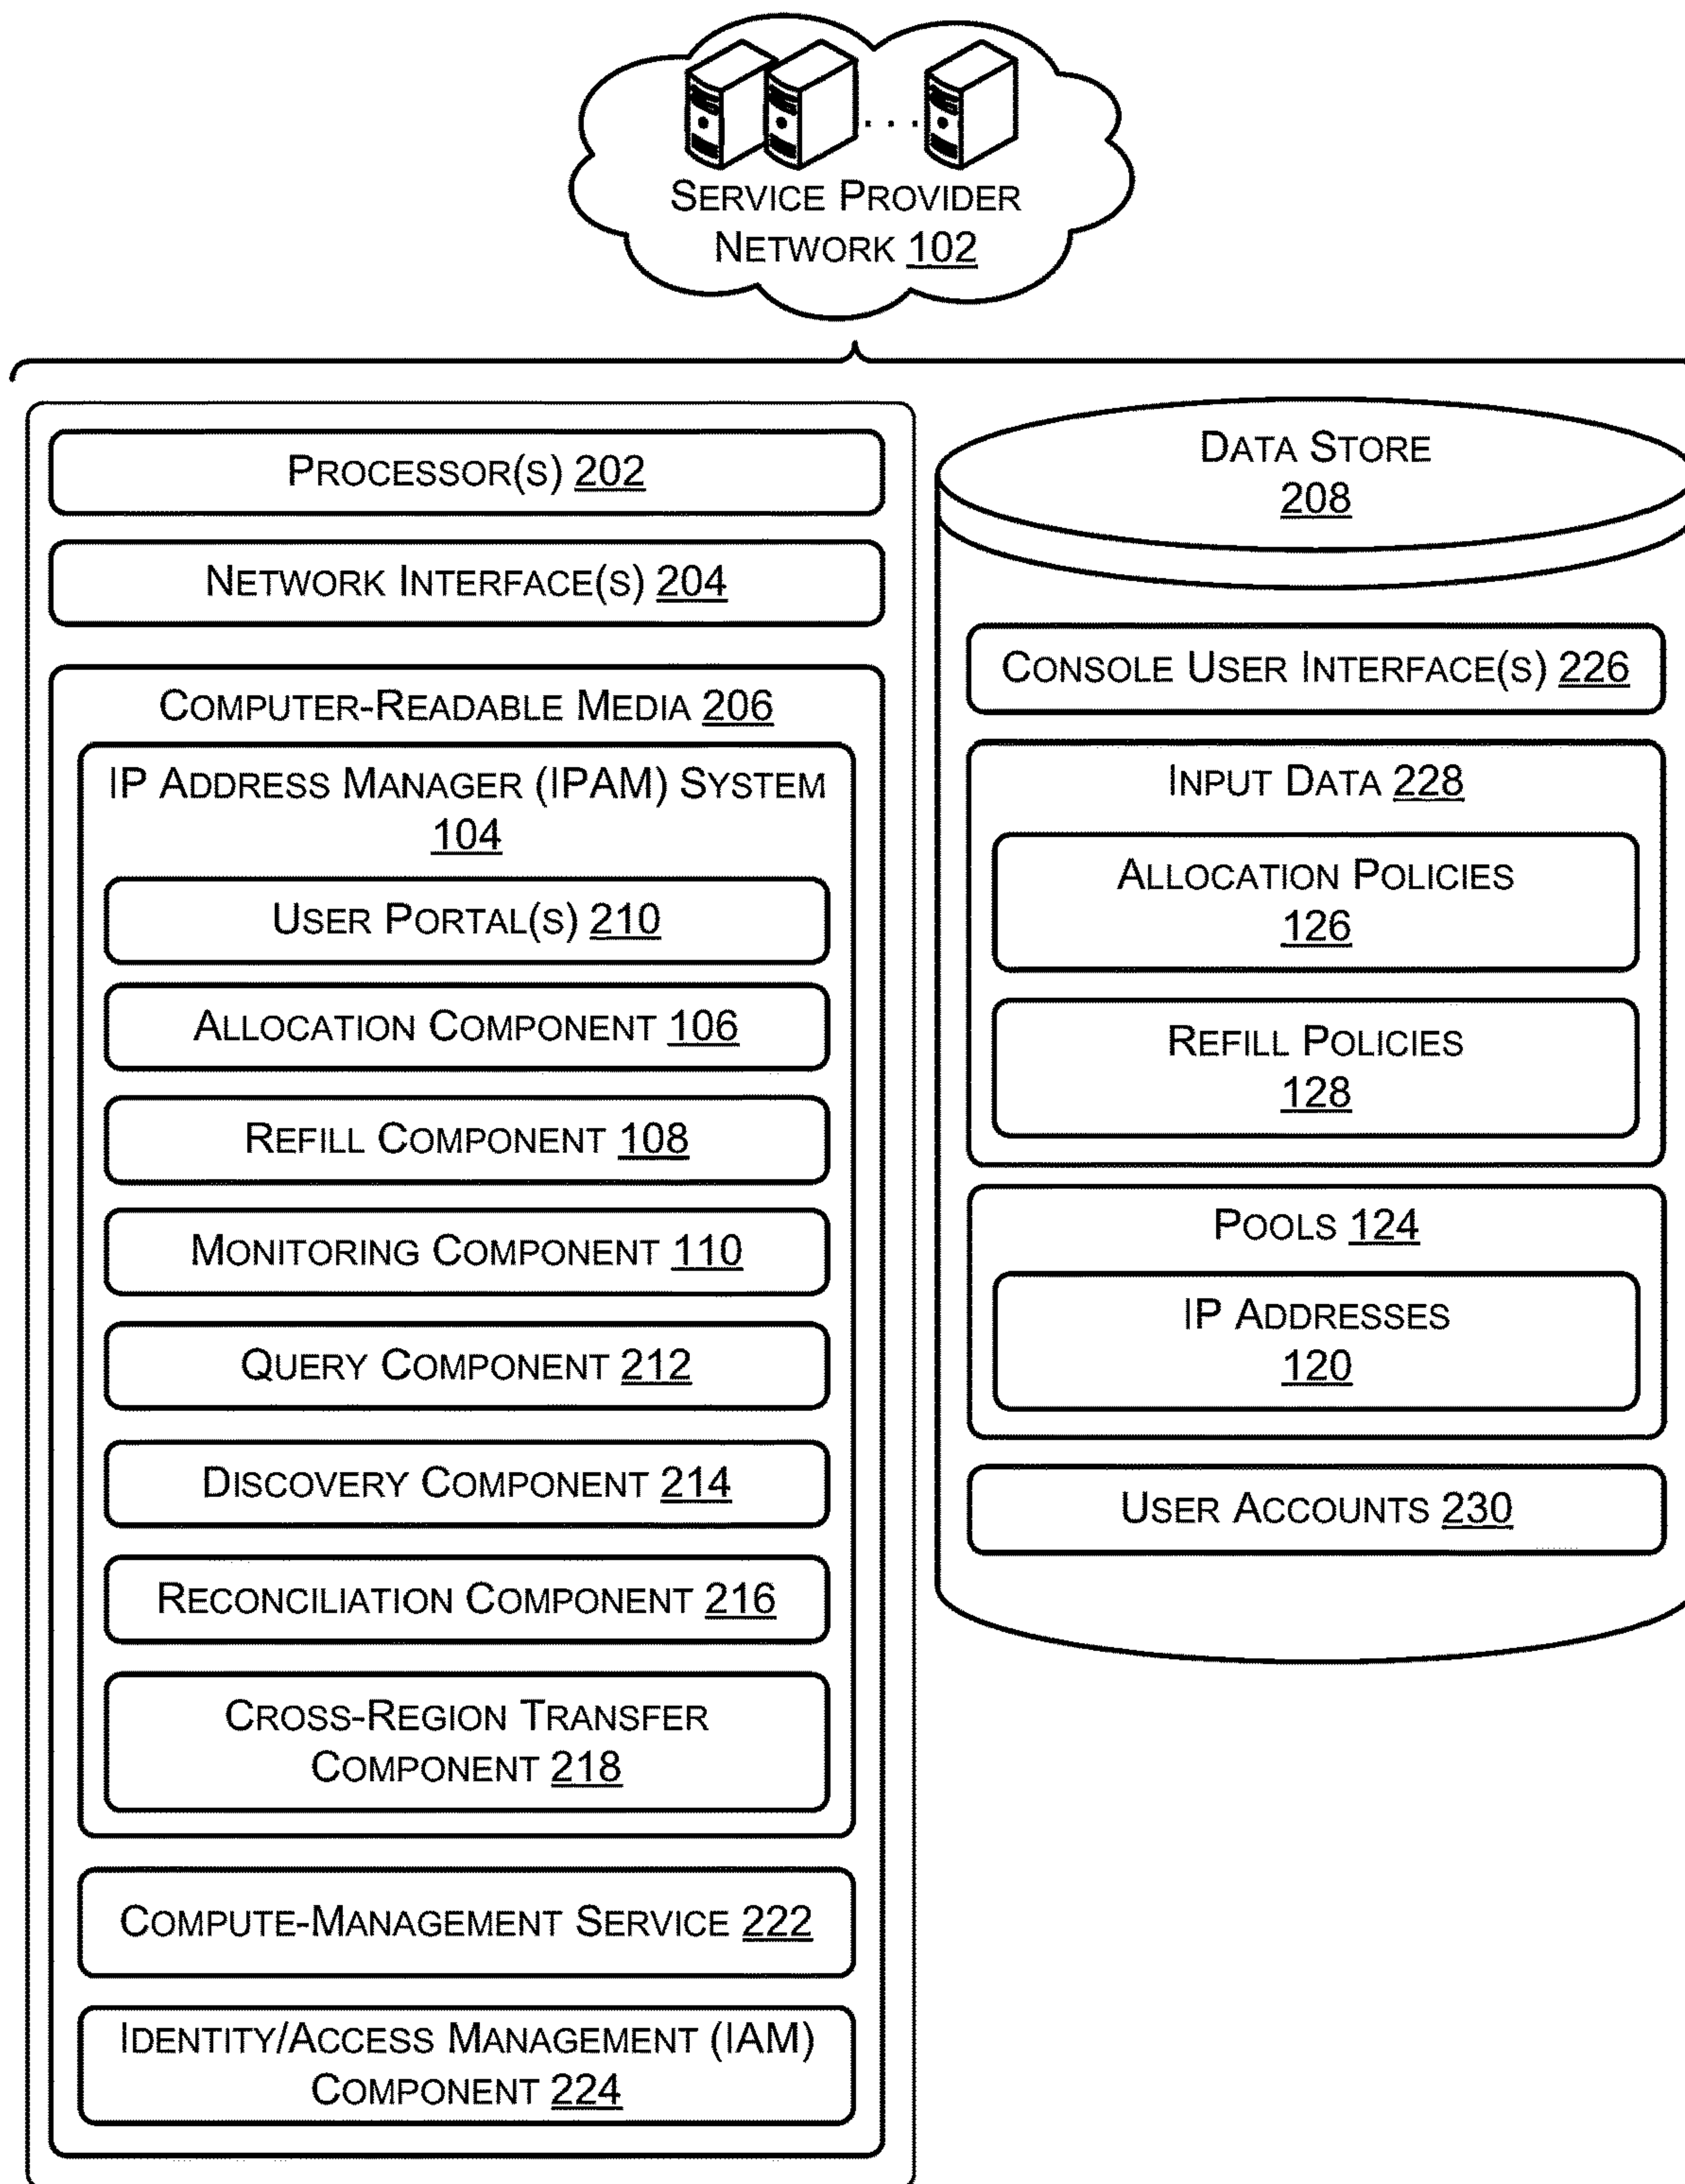 SERVICE PROVIDER
NETWORK 102
PROCESSOR(S) 202
NETWORK INTERFACE(S) 204
COMPUTER-READABLE MEDIA 206
IP ADDRESS MANAGER (IPAM) SYSTEM
104
USER PORTAL(S) 210
ALLOCATION COMPONENT 106
REFILL COMPONENT 108
MONITORING COMPONENT 110
QUERY COMPONENT 212
DISCOVERY COMPONENT 214
RECONCILIATION COMPONENT 216
CROSS-REGION TRANSFER
COMPONENT 218
COMPUTE-MANAGEMENT SERVICE 222
IDENTITY/ACCESS MANAGEMENT (IAM)
COMPONENT 224
DATA STORE
208
CONSOLE USER INTERFACE(S) 226
INPUT DATA 228
ALLOCATION POLICIES
126
REFILL POLICIES
128
POOLS 124
IP ADDRESSES
120
USER ACCOUNTS 230